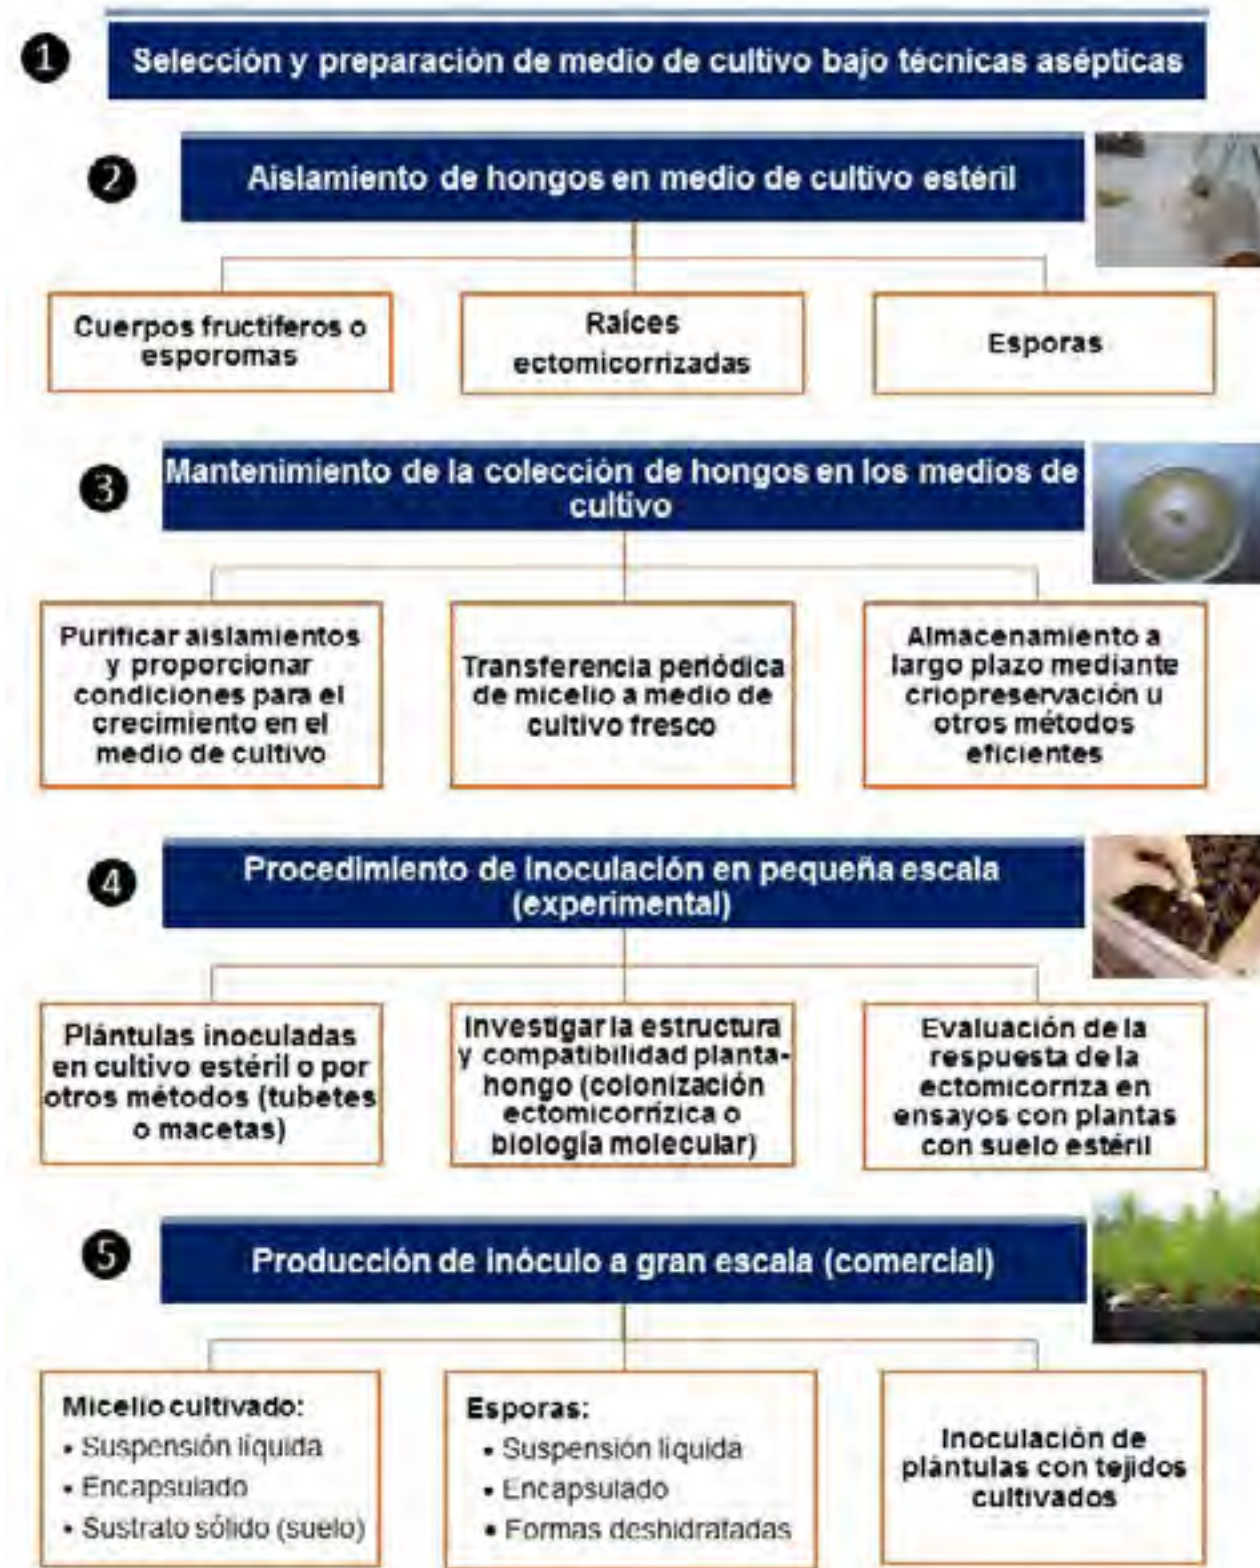 1
Selección y preparación de medio de cultivo bajo técnicas asépticas
2
Aislamiento de hongos en medio de cultivo estéril
Cuerpos fructíferos o
esporomas
Raíces
ectomicorrizadas
Esporas
3
Mantenimiento de la colección de hongos en los medios de
cultivo
Purificar aislamientos
y proporcionar
condiciones para el
crecimiento en el
medio de cultivo
Transferencia periódica
de micelio a medio de
cultivo fresco
Almacenamiento a
largo plazo mediante
criopreservación u
otros métodos
eficientes
4
Procedimiento de inoculación en pequeña escala
(experimental)
Plántulas inoculadas
en cultivo estéril o por
otros métodos (tubetes
o macetas)
Investigar la estructura
y compatibilidad planta-
hongo (colonización
ectomicorrízica o
biología molecular)
Evaluación de la
respuesta de la
ectomicorriza en
ensayos con plantas
con suelo estéril
5
Producción de inóculo a gran escala (comercial)
Micelio cultivado:
• Suspensión líquida
• Encapsulado
• Sustrato sólido (suelo)
Esporas:
• Suspensión líquida
• Encapsulado
• Formas deshidratadas
Inoculación de
plántulas con tejidos
cultivados